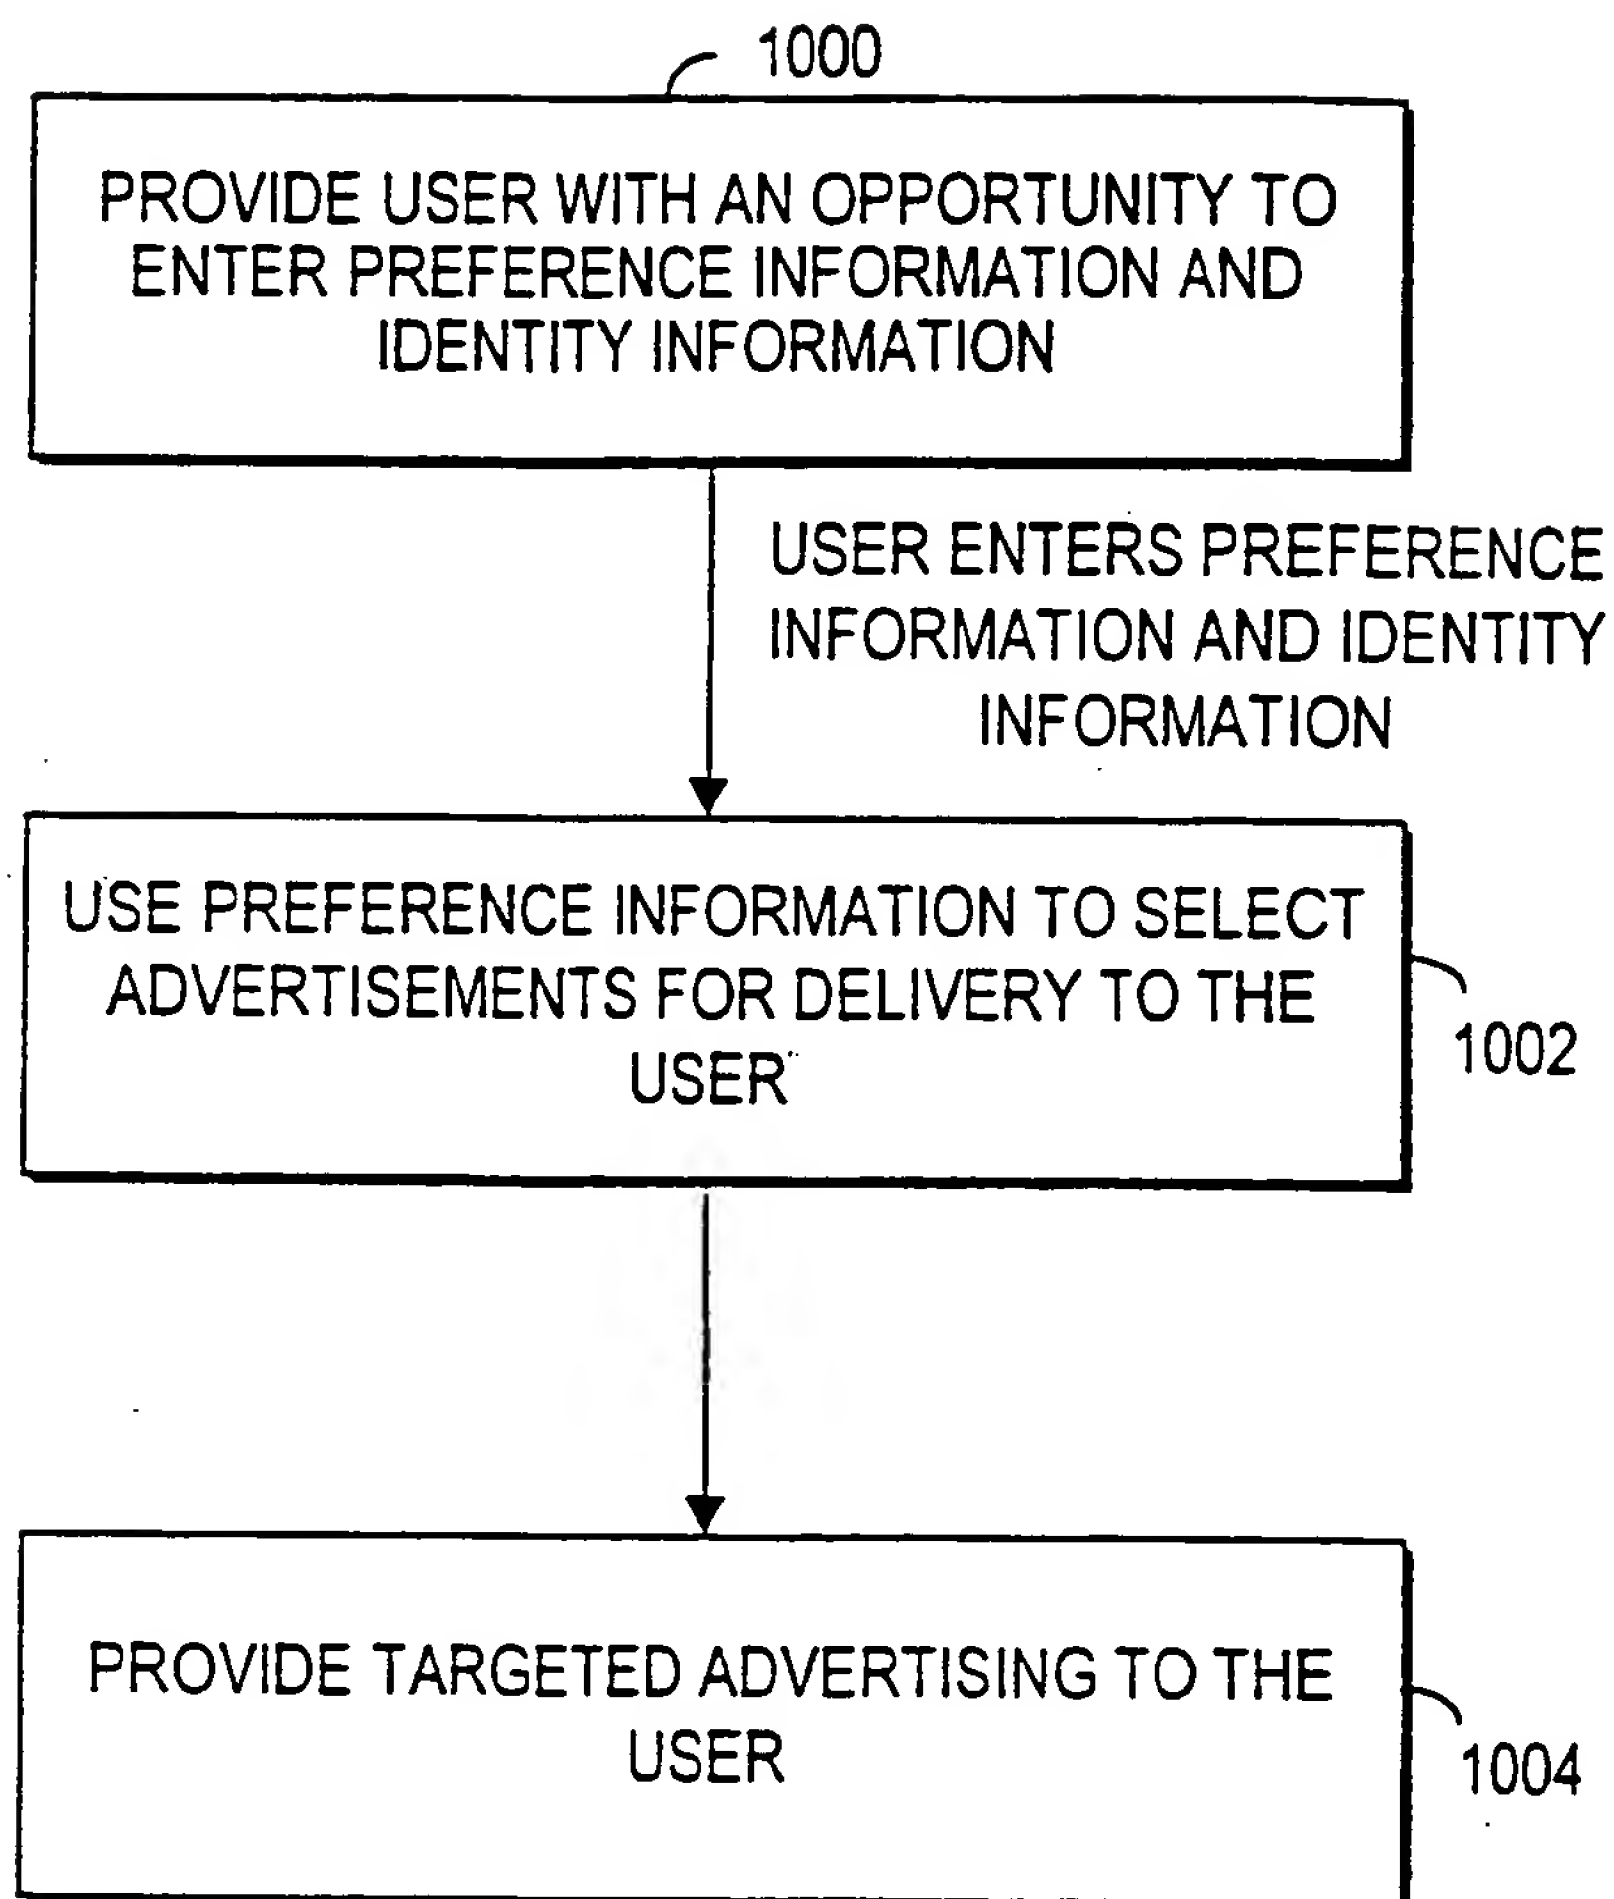 1000
PROVIDE USER WITH AN OPPORTUNITY TO
ENTER PREFERENCE INFORMATION AND
IDENTITY INFORMATION
USER ENTERS PREFERENCE
INFORMATION AND IDENTITY
INFORMATION
USE PREFERENCE INFORMATION TO SELECT
ADVERTISEMENTS FOR DELIVERY TO THE
USER
1002
PROVIDE TARGETED ADVERTISING TO THE
USER
1004